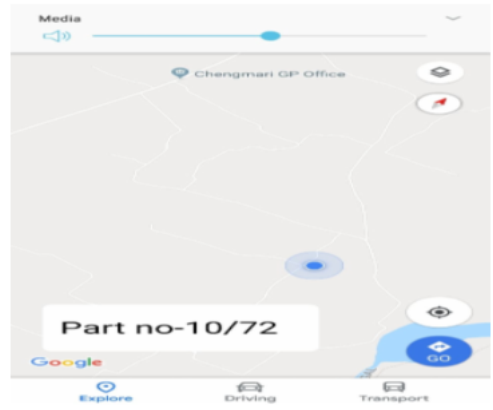 Media
Chengmari GP Office
Part no-10/72
Google
GO
Explore
Driving
Transport